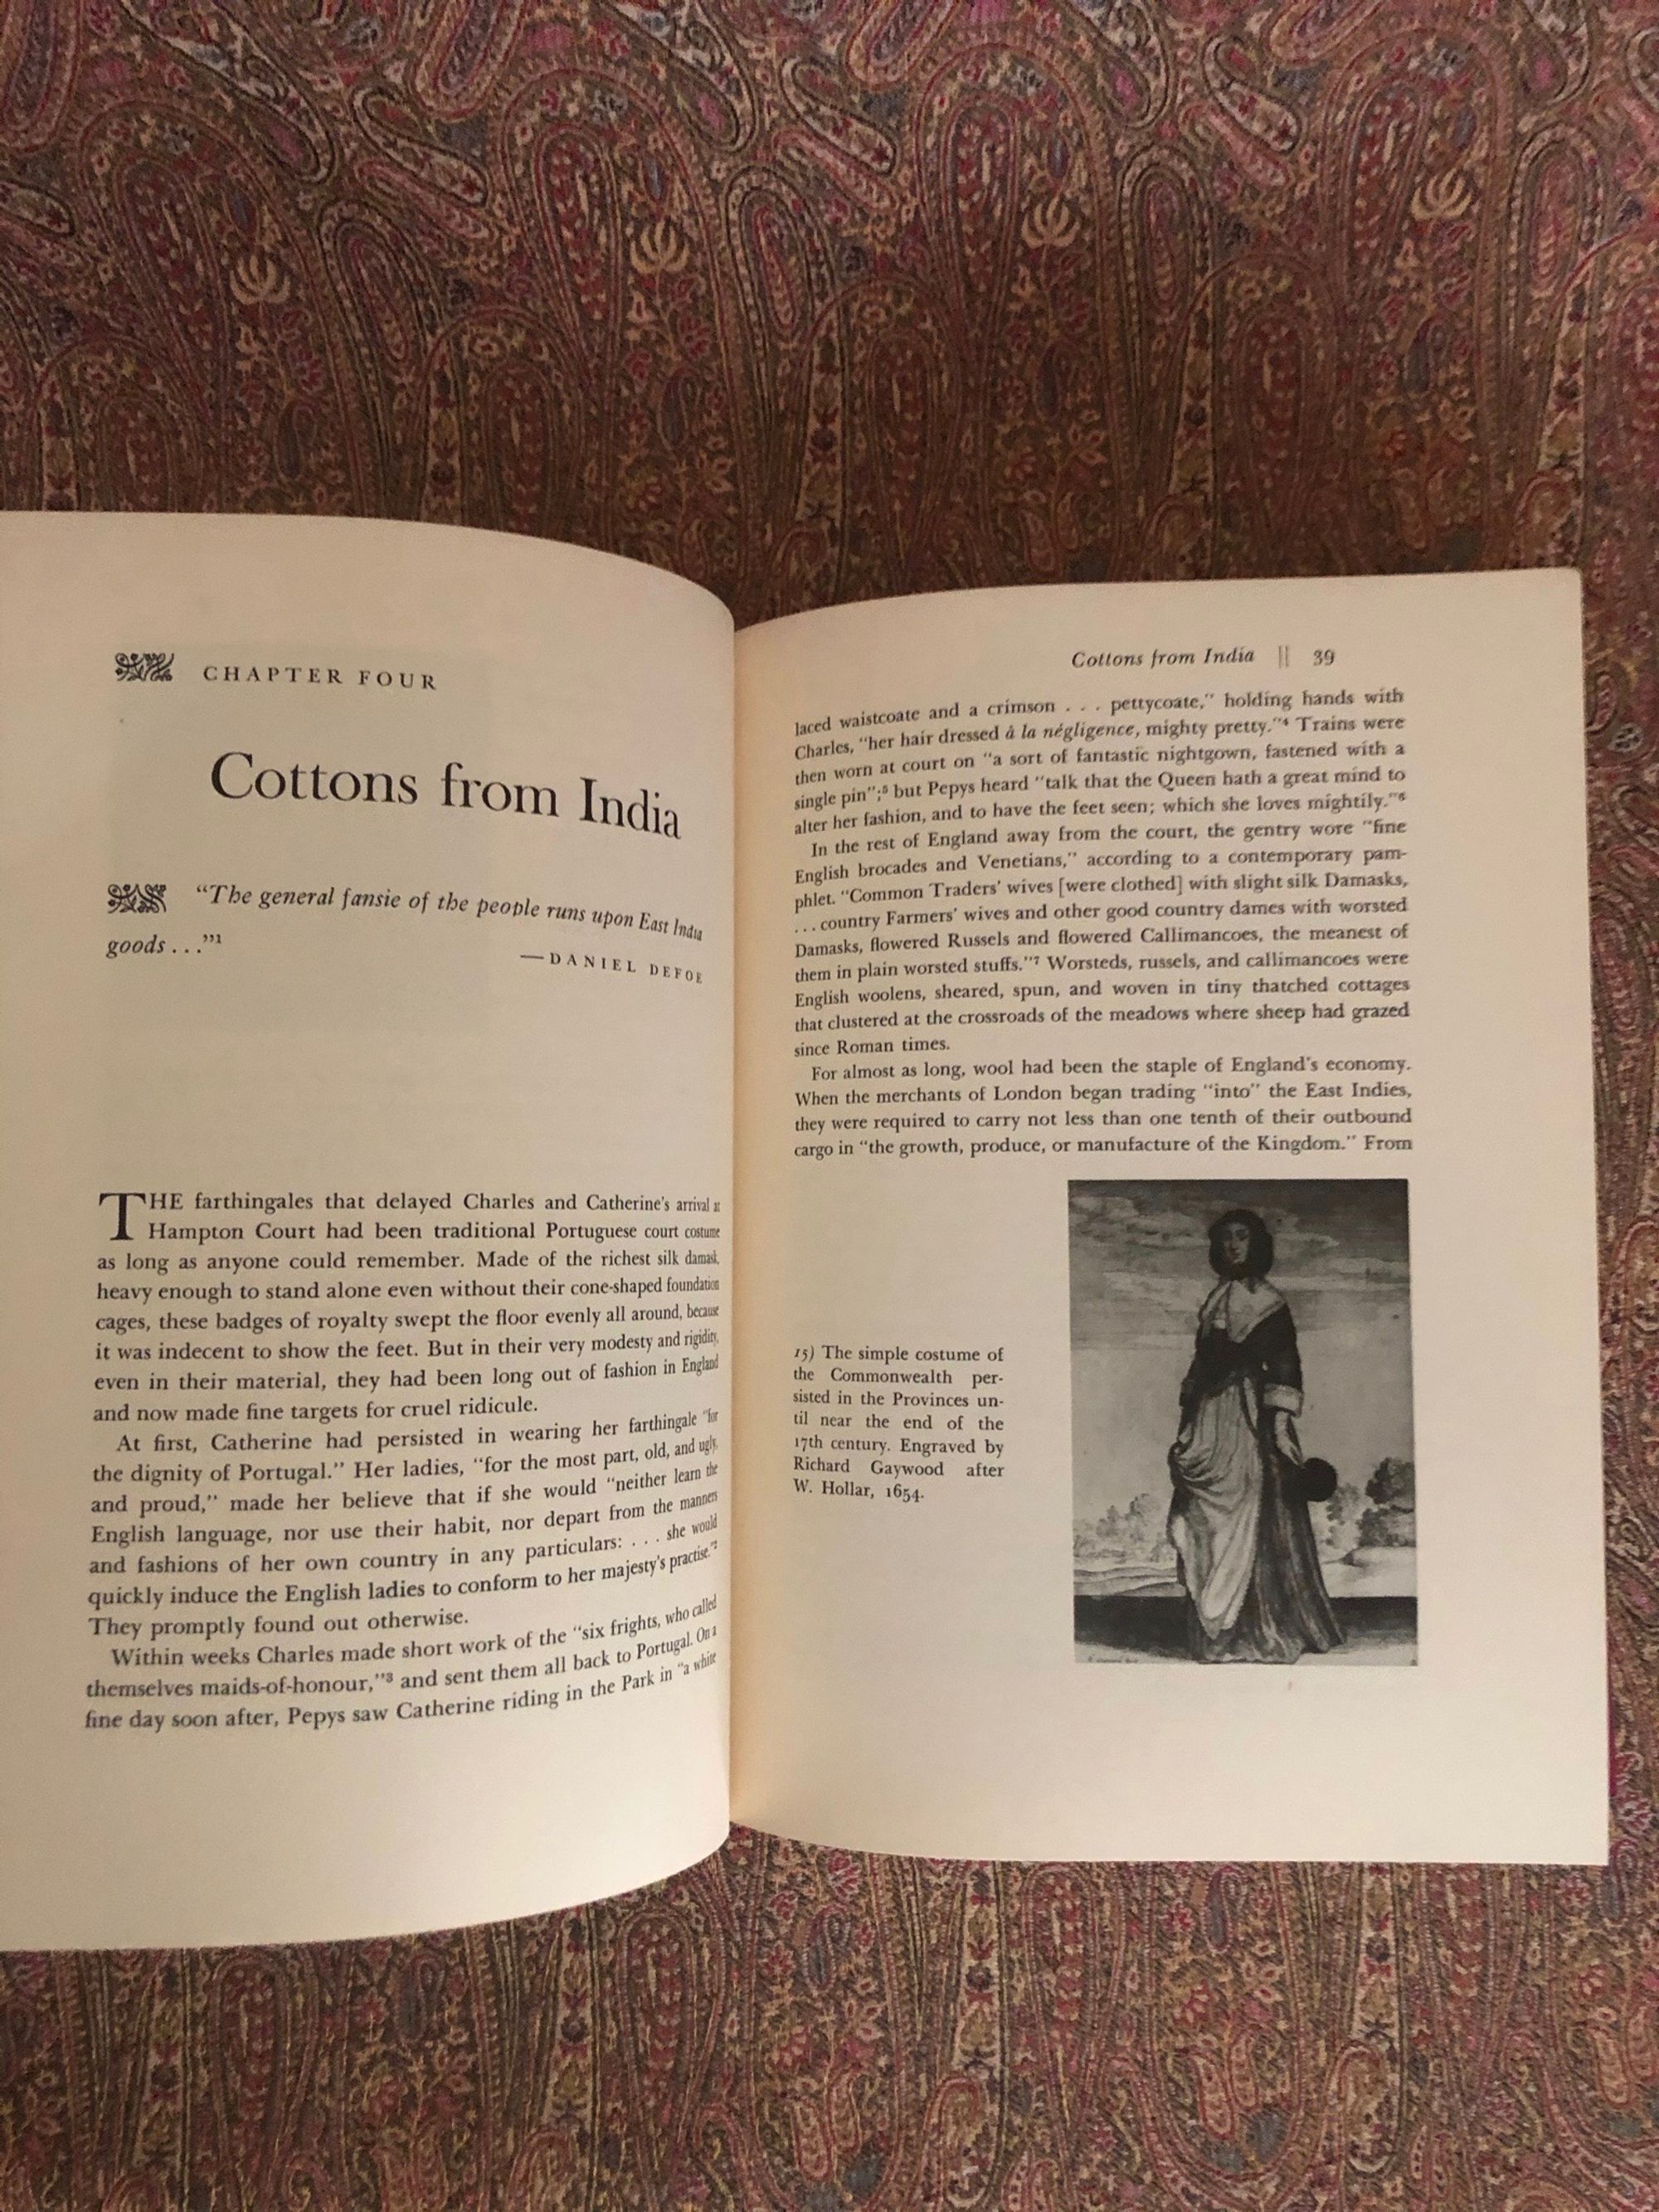 CHAPTER FOUR
Cottons from India
“The general fansie of the people runs upon East India
goods . . .”¹
—DANIEL DEFOE
THE farthingales that delayed Charles and Catherine's arrival at
Hampton Court had been traditional Portuguese court costume
as long as anyone could remember. Made of the richest silk damask,
heavy enough to stand alone even without their cone-shaped foundation
cages, these badges of royalty swept the floor evenly all around, because
it was indecent to show the feet. But in their very modesty and rigidity,
even in their material, they had been long out of fashion in England
and now made fine targets for cruel ridicule.
At first, Catherine had persisted in wearing her farthingale “for
the dignity of Portugal.” Her ladies, “for the most part, old, and ugly,
and proud,” made her believe that if she would “neither learn the
English language, nor use their habit, nor depart from the manners
and fashions of her own country in any particulars: . . . she would
quickly induce the English ladies to conform to her majesty's practise.”²
They promptly found out otherwise.
Within weeks Charles made short work of the “six frights, who called
themselves maids-of-honour,”³ and sent them all back to Portugal. On a
fine day soon after, Pepys saw Catherine riding in the Park in “a white
Cottons from India || 39
laced waistcoate and a crimson . . . pettycoate,” holding hands with
Charles, “her hair dressed à la négligence, mighty pretty.”⁴ Trains were
then worn at court on “a sort of fantastic nightgown, fastened with a
single pin”;⁵ but Pepys heard “talk that the Queen hath a great mind to
alter her fashion, and to have the feet seen; which she loves mightily.”⁶
In the rest of England away from the court, the gentry wore “fine
English brocades and Venetians,” according to a contemporary pam-
phlet. “Common Traders' wives [were clothed] with slight silk Damasks,
. . . country Farmers' wives and other good country dames with worsted
Damasks, flowered Russels and flowered Callimancoes, the meanest of
them in plain worsted stuffs.”⁷ Worsteds, russels, and callimancoes were
English woolens, sheared, spun, and woven in tiny thatched cottages
that clustered at the crossroads of the meadows where sheep had grazed
since Roman times.
For almost as long, wool had been the staple of England's economy.
When the merchants of London began trading “into” the East Indies,
they were required to carry not less than one tenth of their outbound
cargo in “the growth, produce, or manufacture of the Kingdom.” From
15) The simple costume of
the Commonwealth per-
sisted in the Provinces un-
til near the end of the
17th century. Engraved by
Richard Gaywood after
W. Hollar, 1654.